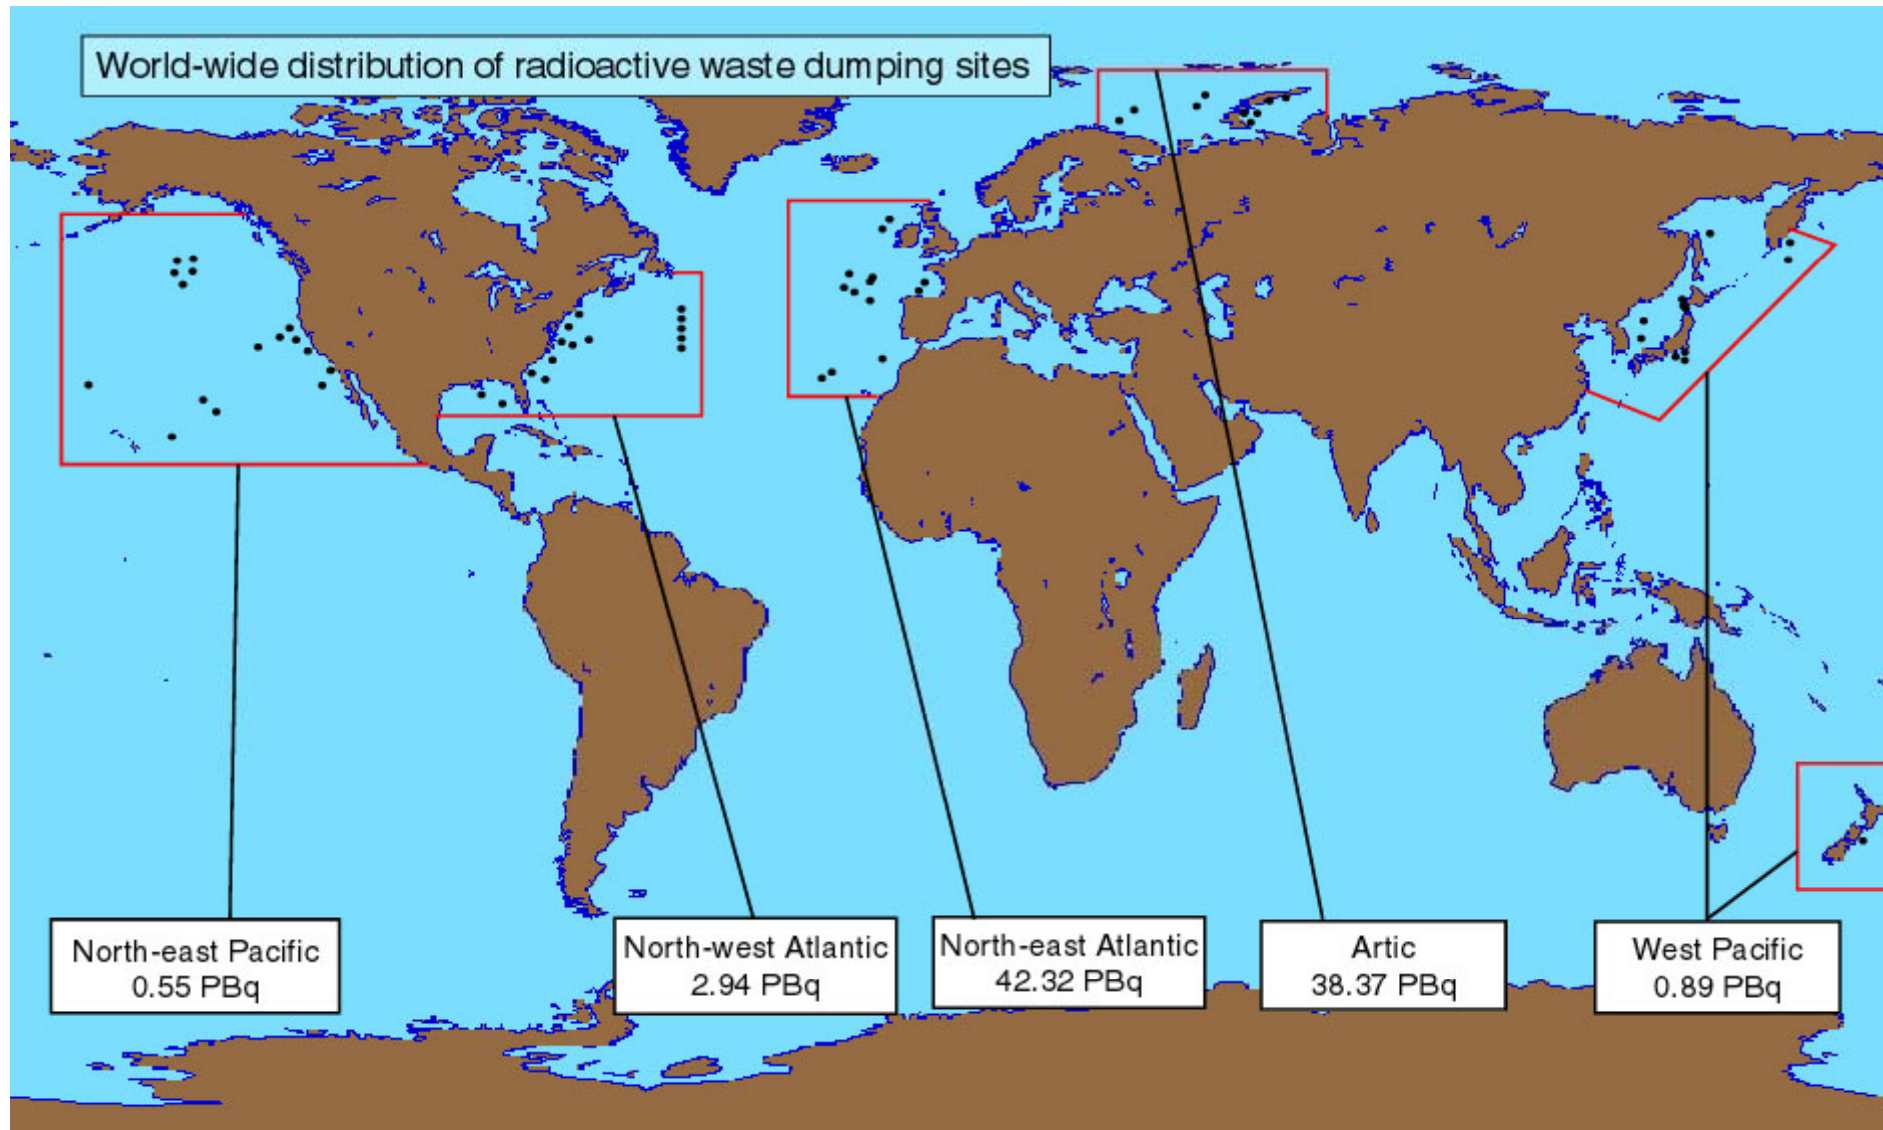 World-wide distribution of radioactive waste dumping sites
North-east Pacific
0.55 PBq
North-west Atlantic
2.94 PBq
North-east Atlantic
42.32 PBq
Artic
38.37 PBq
West Pacific
0.89 PBq